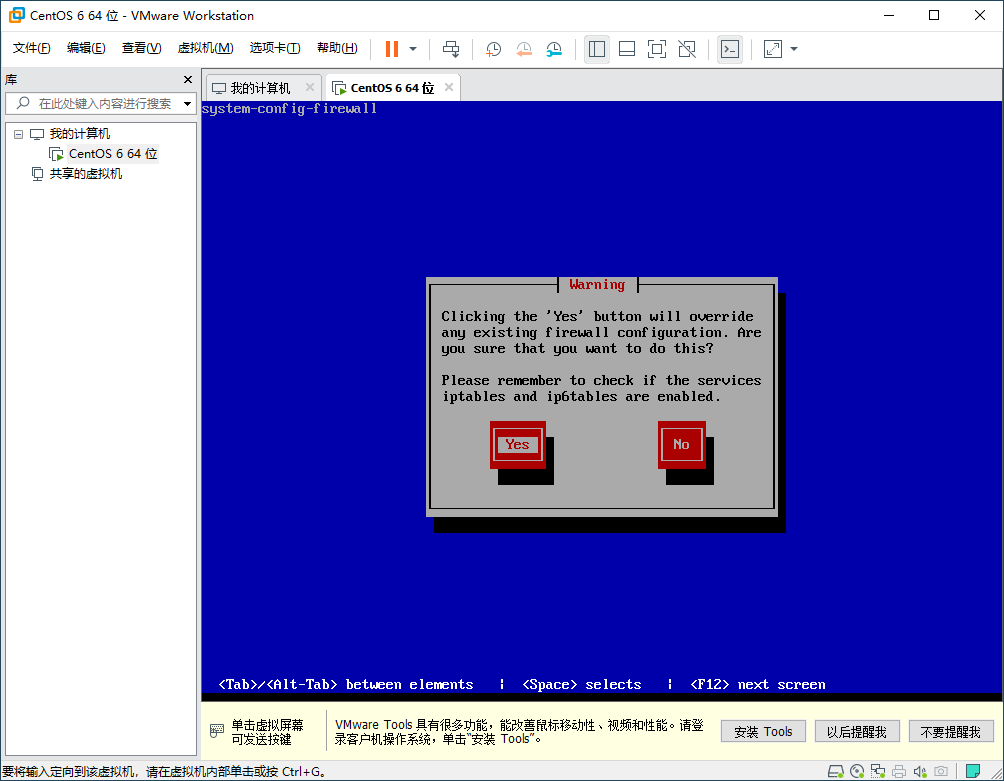 CentOS 6 64 位 - VMware Workstation
文件(F) 编辑(E) 查看(V) 虚拟机(M) 选项卡(T) 帮助(H)
库
在此处键入内容进行搜索
我的计算机
CentOS 6 64 位
共享的虚拟机
我的计算机 CentOS 6 64 位
system-config-firewall
Warning
Clicking the 'Yes' button will override
any existing firewall configuration. Are
you sure that you want to do this?
Please remember to check if the services
iptables and ip6tables are enabled.
Yes No
<Tab>/<Alt-Tab> between elements | <Space> selects | <F12> next screen
单击虚拟屏幕
可发送按键
VMware Tools 具有很多功能，能改善鼠标移动性、视频和性能。请登
录客户机操作系统，单击“安装 Tools”。
安装 Tools 以后提醒我 不要提醒我
要将输入定向到该虚拟机，请在虚拟机内部单击或按 Ctrl+G。